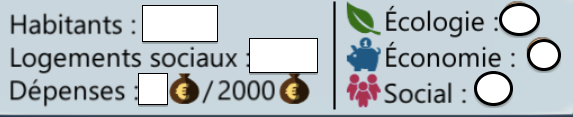 Habitants :
Logements sociaux :
Dépenses : /2000
Écologie :
Économie :
Social :